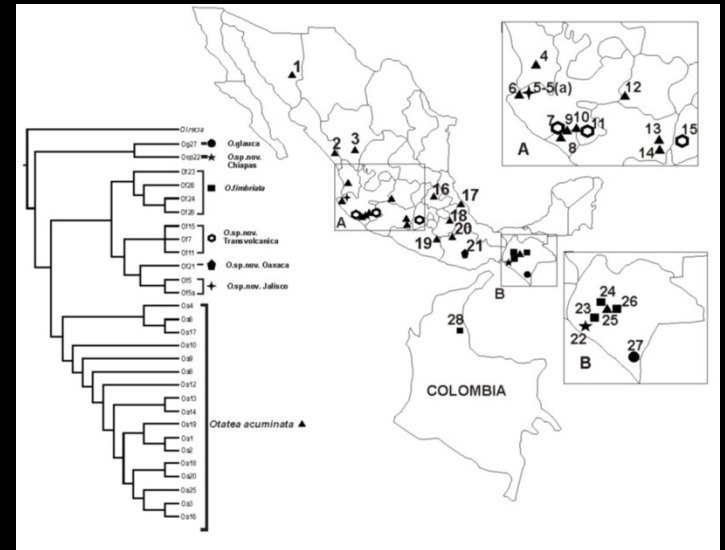 Og27
O.glauca
Osp22
O.sp.nov.
Chiapas
Of23
Of26
Of24
Of28
O.fimbriata
Of15
Of7
Of11
O.sp.nov.
Transvolcanica
Of21
O.sp.nov. Oaxaca
Of5
Of5a
O.sp.nov. Jalisco
Oa4
Oa6
Oa17
Oa10
Oa9
Oa8
Oa12
Oa13
Oa14
Oa19
Oa1
Oa2
Oa18
Oa20
Oa25
Oa3
Oa16
Otatea acuminata
1
2
3
A
16
17
18
19
20
21
B
28
COLOMBIA
4
6
5-5(a)
12
7
9
10
11
8
13
14
15
A
24
23
26
25
22
27
B